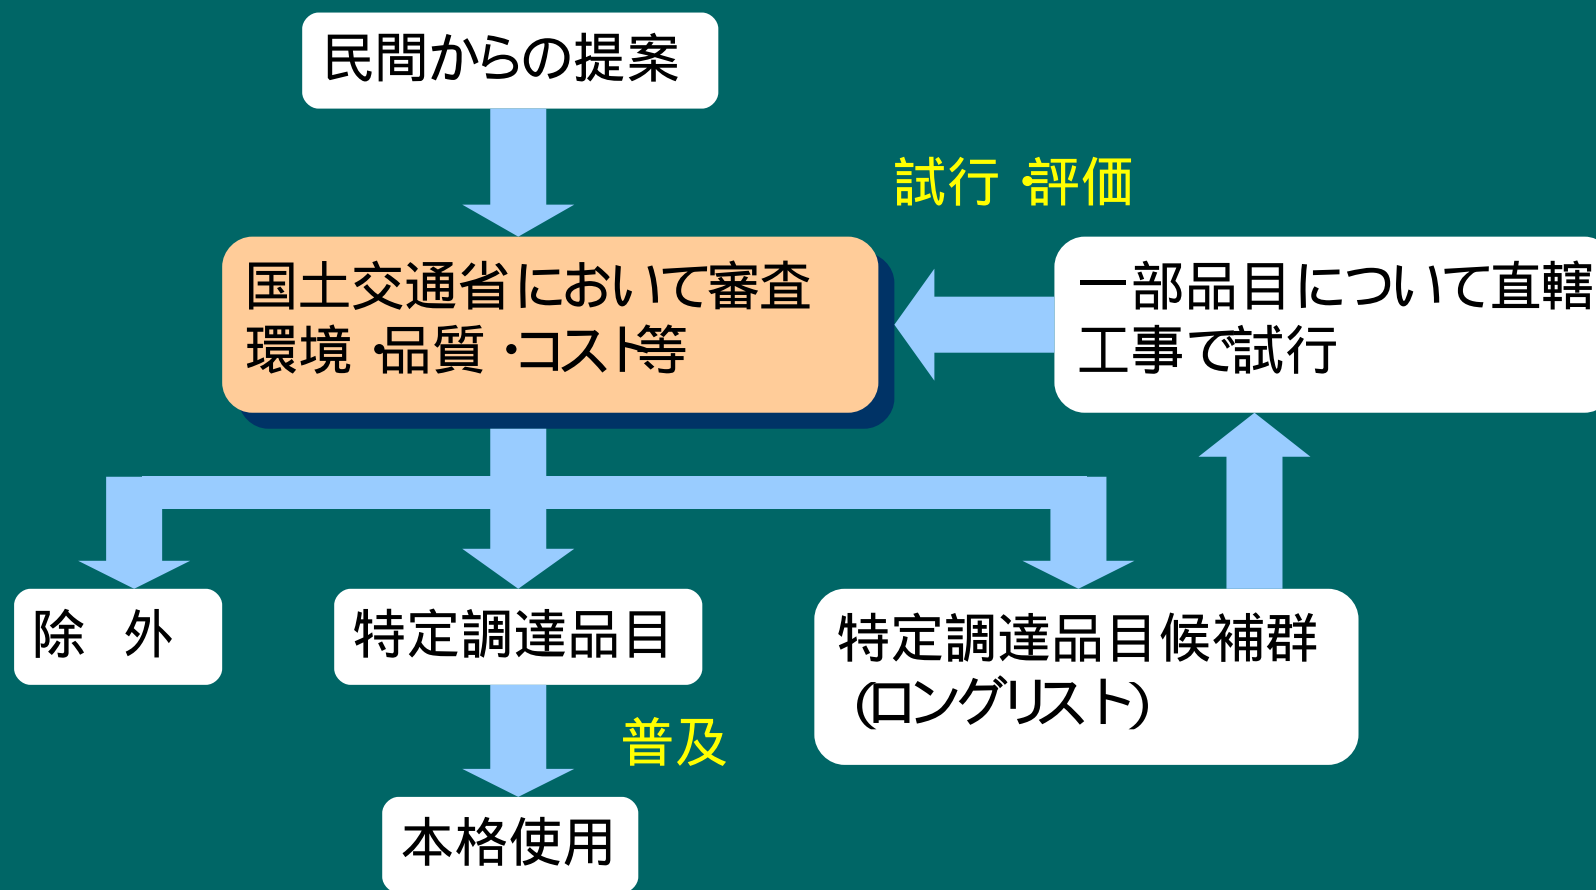 民間からの提案
試行・評価
国土交通省において審査
環境・品質・コスト等
一部品目について直轄
工事で試行
除　外
特定調達品目
特定調達品目候補群
(ロングリスト)
普及
本格使用